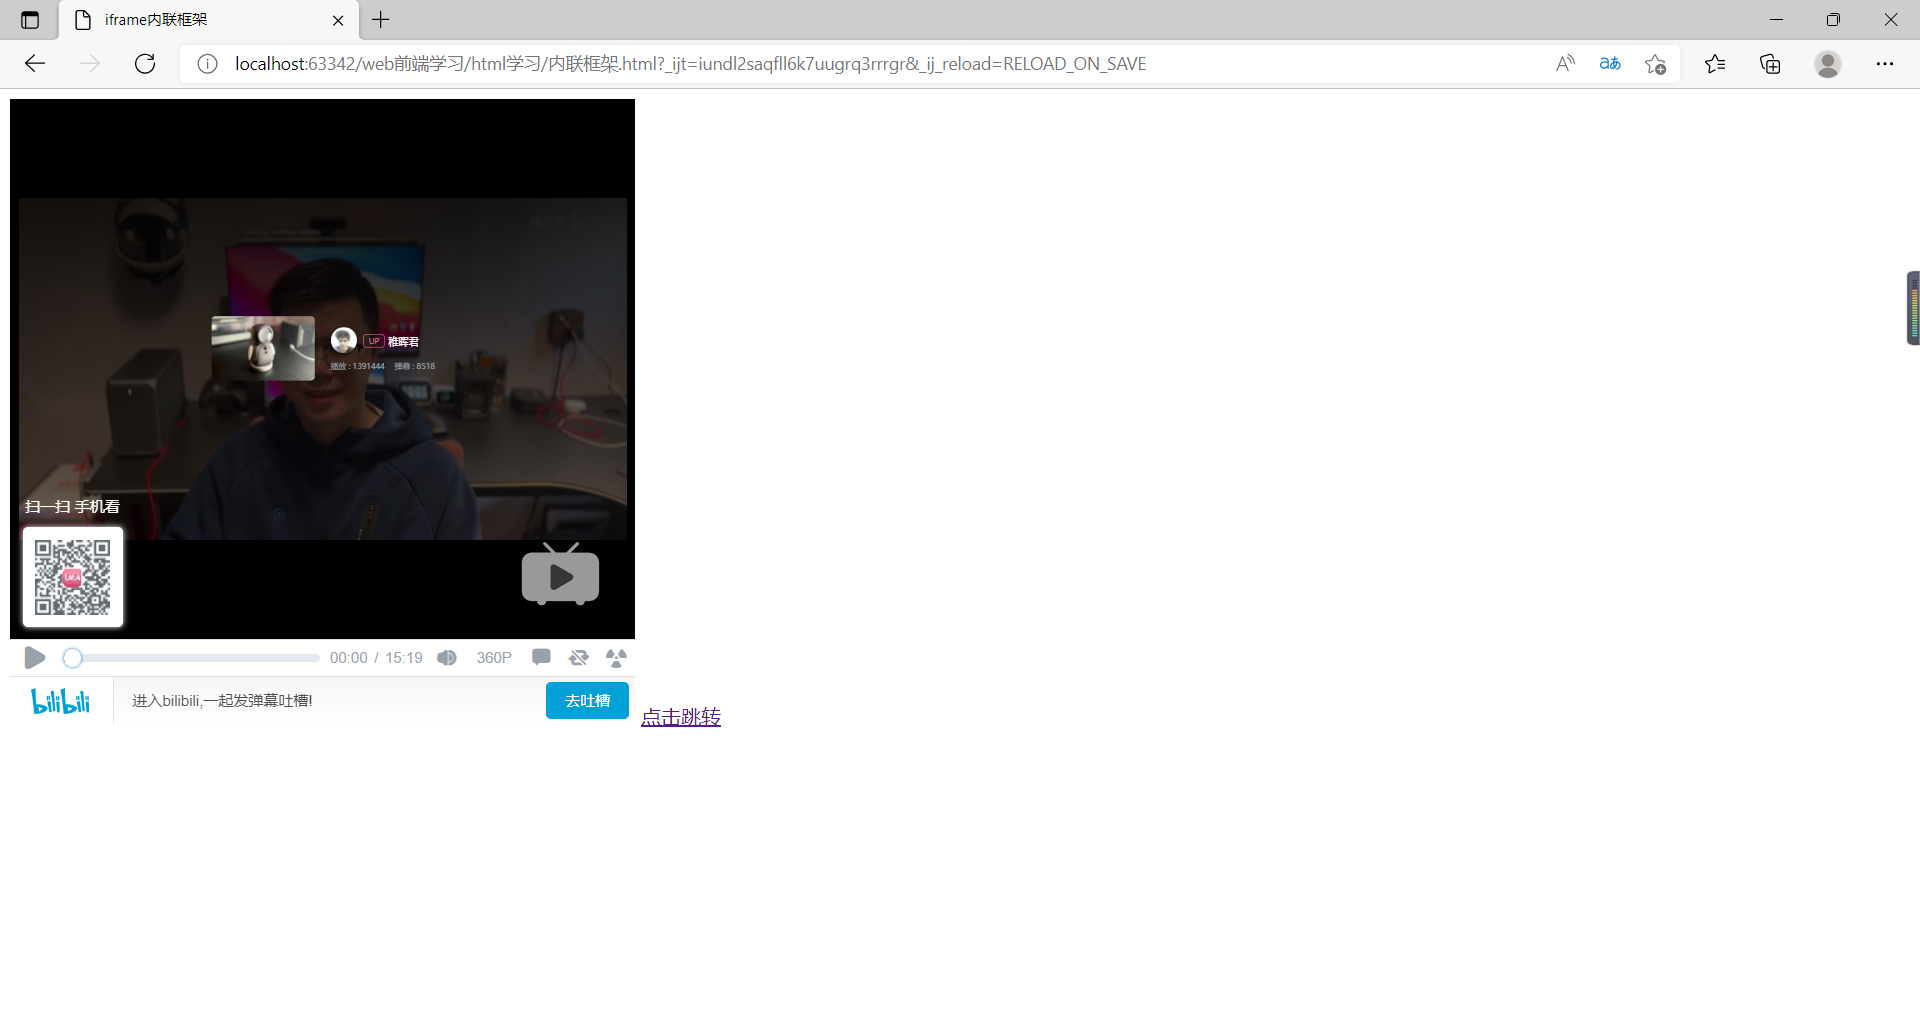 iframe内联框架
localhost:63342/web前端学习/html学习/内联框架.html?_ijt=iundl2saqfll6k7uugrq3rrrgr&_ij_reload=RELOAD_ON_SAVE
UP 稚晖君
播放 : 1391444 弹幕 : 8518
扫一扫 手机看
00:00 / 15:19 360P
bilibili 进入bilibili,一起发弹幕吐槽! 去吐槽
点击跳转